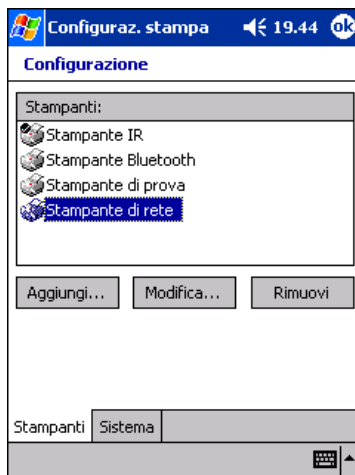 Configuraz. stampa 19.44 ok
Configurazione
Stampanti:
Stampante IR
Stampante Bluetooth
Stampante di prova
Stampante di rete
Aggiungi... Modifica... Rimuovi
Stampanti Sistema